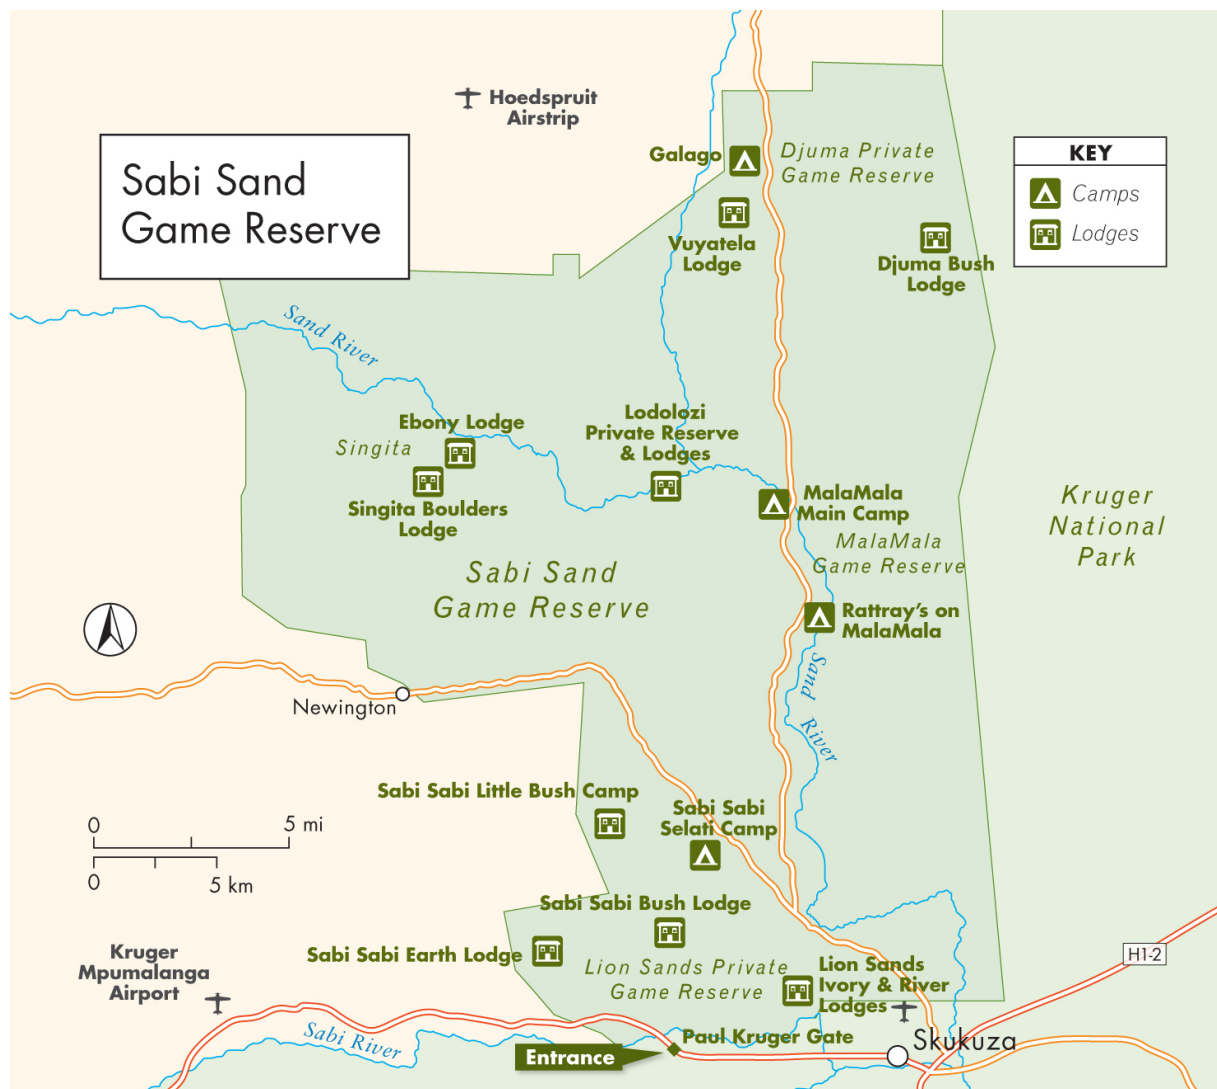 Hoedspruit
Airstrip
Sabi Sand
Game Reserve
Galago
Djuma Private
Game Reserve
KEY
Camps
Lodges
Vuyatela
Lodge
Djuma Bush
Lodge
Sand River
Ebony Lodge
Singita
Singita Boulders
Lodge
Lodolozi
Private Reserve
& Lodges
MalaMala
Main Camp
MalaMala
Game Reserve
Kruger
National
Park
Sabi Sand
Game Reserve
Rattray's on
MalaMala
Sand River
Newington
Sabi Sabi Little Bush Camp
Sabi Sabi
Selati Camp
0 5 mi
0 5 km
Sabi Sabi Bush Lodge
Sabi Sabi Earth Lodge
Kruger
Mpumalanga
Airport
Lion Sands Private
Game Reserve
Lion Sands
Ivory & River
Lodges
H1-2
Sabi River
Paul Kruger Gate
Entrance
Skukuza